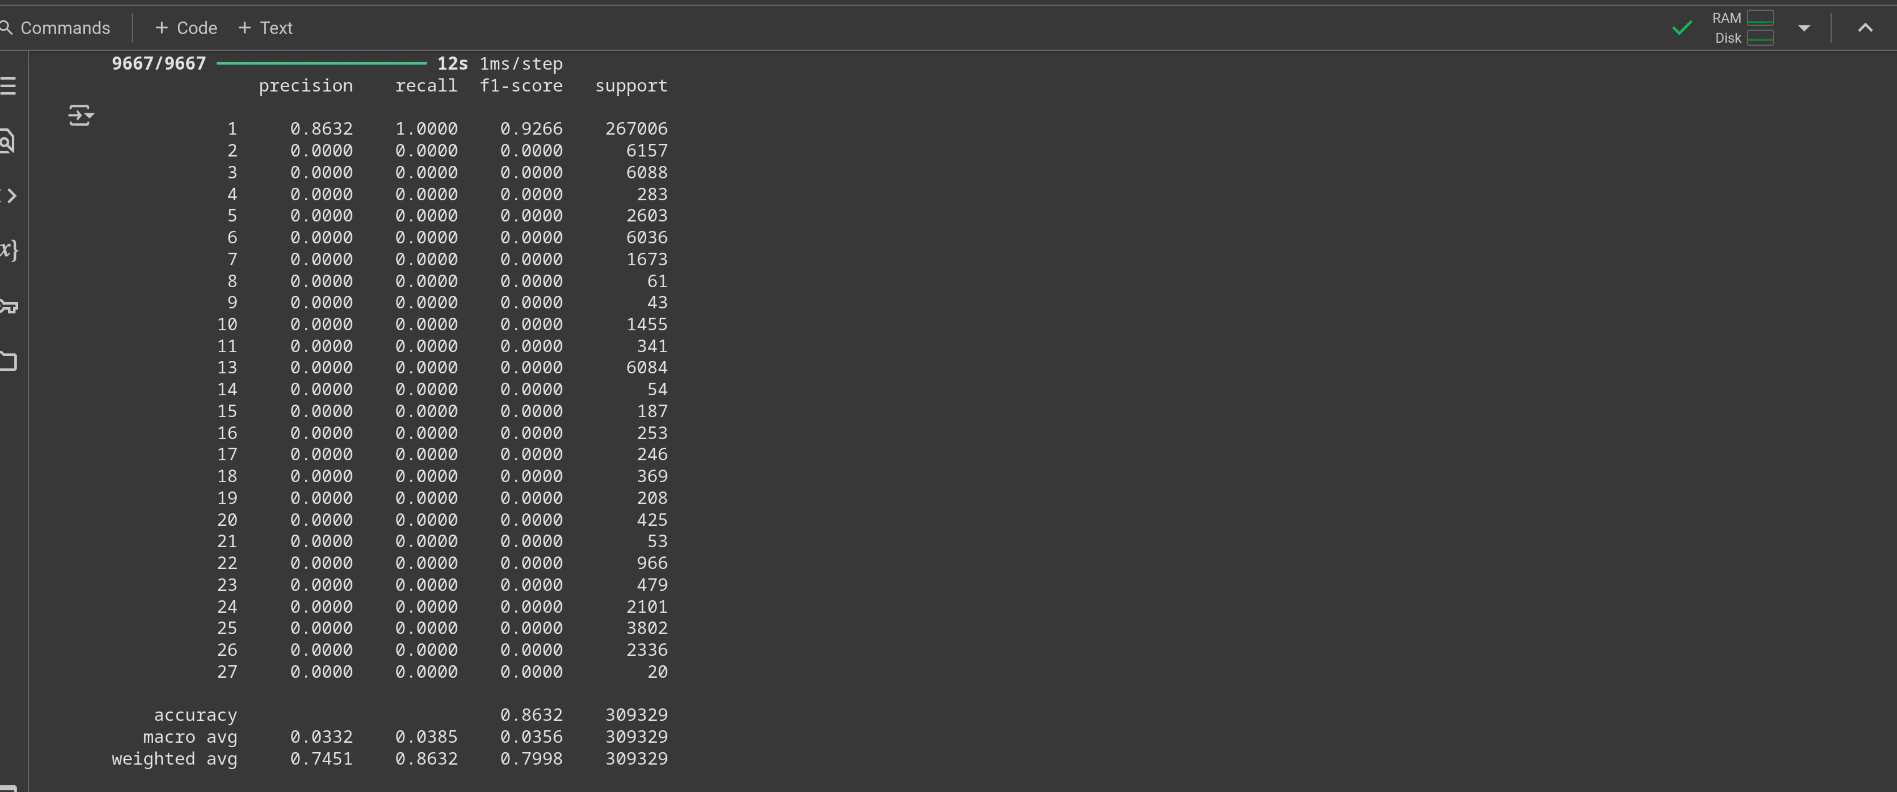 Commands + Code + Text RAM
Disk
9667/9667 12s 1ms/step
precision recall f1-score support
1 0.8632 1.0000 0.9266 267006
2 0.0000 0.0000 0.0000 6157
3 0.0000 0.0000 0.0000 6088
4 0.0000 0.0000 0.0000 283
5 0.0000 0.0000 0.0000 2603
6 0.0000 0.0000 0.0000 6036
7 0.0000 0.0000 0.0000 1673
8 0.0000 0.0000 0.0000 61
9 0.0000 0.0000 0.0000 43
10 0.0000 0.0000 0.0000 1455
11 0.0000 0.0000 0.0000 341
13 0.0000 0.0000 0.0000 6084
14 0.0000 0.0000 0.0000 54
15 0.0000 0.0000 0.0000 187
16 0.0000 0.0000 0.0000 253
17 0.0000 0.0000 0.0000 246
18 0.0000 0.0000 0.0000 369
19 0.0000 0.0000 0.0000 208
20 0.0000 0.0000 0.0000 425
21 0.0000 0.0000 0.0000 53
22 0.0000 0.0000 0.0000 966
23 0.0000 0.0000 0.0000 479
24 0.0000 0.0000 0.0000 2101
25 0.0000 0.0000 0.0000 3802
26 0.0000 0.0000 0.0000 2336
27 0.0000 0.0000 0.0000 20
accuracy 0.8632 309329
macro avg 0.0332 0.0385 0.0356 309329
weighted avg 0.7451 0.8632 0.7998 309329